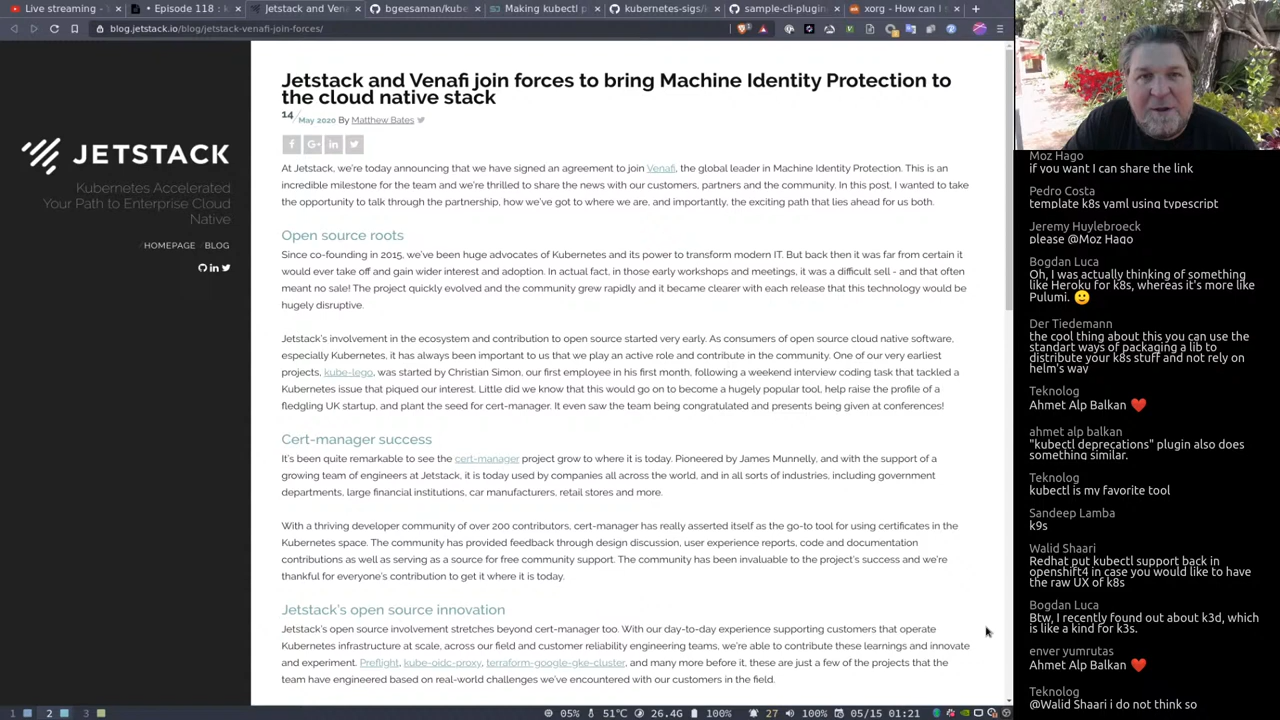 Live streaming
Episode 118 : k
Jetstack and Ven
bgeesaman/kube
Making kubectl p
kubernetes-sigs/k
sample-cli-plugin
xorg - How can I s
blog.jetstack.io/blog/jetstack-venafi-join-forces/
JETSTACK
Kubernetes Accelerated
Your Path to Enterprise Cloud
Native
HOMEPAGE BLOG
Jetstack and Venafi join forces to bring Machine Identity Protection to
the cloud native stack
14 May 2020 By Matthew Bates
At Jetstack, we're today announcing that we have signed an agreement to join Venafi, the global leader in Machine Identity Protection. This is an
incredible milestone for the team and we're thrilled to share the news with our customers, partners and the community. In this post, I wanted to take
the opportunity to talk through the partnership, how we've got to where we are, and importantly, the exciting path that lies ahead for us both.
Open source roots
Since co-founding in 2015, we've been huge advocates of Kubernetes and its power to transform modern IT. But back then it was far from certain it
would ever take off and gain wider interest and adoption. In actual fact, in those early workshops and meetings, it was a difficult sell - and that often
meant no sale! The project quickly evolved and the community grew rapidly and it became clearer with each release that this technology would be
hugely disruptive.
Jetstack's involvement in the ecosystem and contribution to open source started very early. As consumers of open source cloud native software,
especially Kubernetes, it has always been important to us that we play an active role and contribute in the community. One of our very earliest
projects, kube-lego, was started by Christian Simon, our first employee in his first month, following a weekend interview coding task that tackled a
Kubernetes issue that piqued our interest. Little did we know that this would go on to become a hugely popular tool, help raise the profile of a
fledgling UK startup, and plant the seed for cert-manager. It even saw the team being congratulated and presents being given at conferences!
Cert-manager success
It's been quite remarkable to see the cert-manager project grow to where it is today. Pioneered by James Munnelly, and with the support of a
growing team of engineers at Jetstack, it is today used by companies all across the world, and in all sorts of industries, including government
departments, large financial institutions, car manufacturers, retail stores and more.
With a thriving developer community of over 200 contributors, cert-manager has really asserted itself as the go-to tool for using certificates in the
Kubernetes space. The community has provided feedback through design discussion, user experience reports, code and documentation
contributions as well as serving as a source for free community support. The community has been invaluable to the project's success and we're
thankful for everyone's contribution to get it where it is today.
Jetstack's open source innovation
Jetstack's open source involvement stretches beyond cert-manager too. With our day-to-day experience supporting customers that operate
Kubernetes infrastructure at scale, across our field and customer reliability engineering teams, we're able to contribute these learnings and innovate
and experiment. Preflight, kube-oidc-proxy, terraform-google-gke-cluster, and many more before it, these are just a few of the projects that the
team have engineered based on real-world challenges we've encountered with our customers in the field.
Moz Hago
if you want I can share the link
Pedro Costa
template k8s yaml using typescript
Jeremy Huylebroeck
please @Moz Hago
Bogdan Luca
Oh, I was actually thinking of something
like Heroku for k8s, whereas it's more like
Pulumi. 🙂
Der Tiedemann
the cool thing about this you can use the
standart ways of packaging a lib to
distribute your k8s stuff and not rely on
helm's way
Teknolog
Ahmet Alp Balkan ❤️
ahmet alp balkan
"kubectl deprecations" plugin also does
something similar.
Teknolog
kubectl is my favorite tool
Sandeep Lamba
k9s
Walid Shaari
Redhat put kubectl support back in
openshift4 in case you would like to have
the raw UX of k8s
Bogdan Luca
Btw, I recently found out about k3d, which
is like a kind for k3s.
enver yumrutas
Ahmet Alp Balkan ❤️
Teknolog
@Walid Shaari i do not think so
1 2 3
05% 51°C 26.4G 100% 27 100% 05/15 01:21